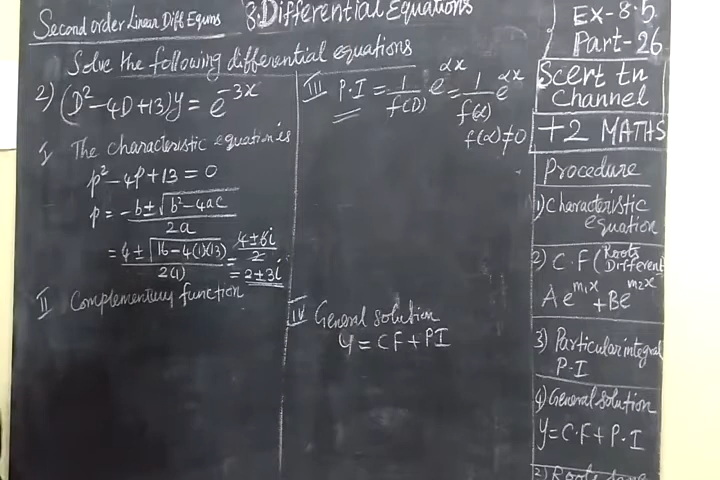 Second order Linear Diff Equns
8. Differential Equations
Solve the following differential equations
2) (D² - 4D + 13)y = e^-3x
I The characteristic equation is
p² - 4p + 13 = 0
p = (-b ± √(b² - 4ac)) / 2a
= (4 ± √(16 - 4(1)(13))) / 2(1) = (4 ± 6i) / 2
= 2 ± 3i
II Complementary function
III P.I = 1/f(D) e^αx = 1/f(α) e^αx
f(α) ≠ 0
IV General solution
y = CF + PI
EX-8.5
Part-26
Scert tn
Channel
+2 MATHS
Procedure
1) Characteristic
equation
2) C.F (Roots
Different
Ae^m₁x + Be^m₂x
3) Particular integral
P.I
4) General solution
y = C.F + P.I